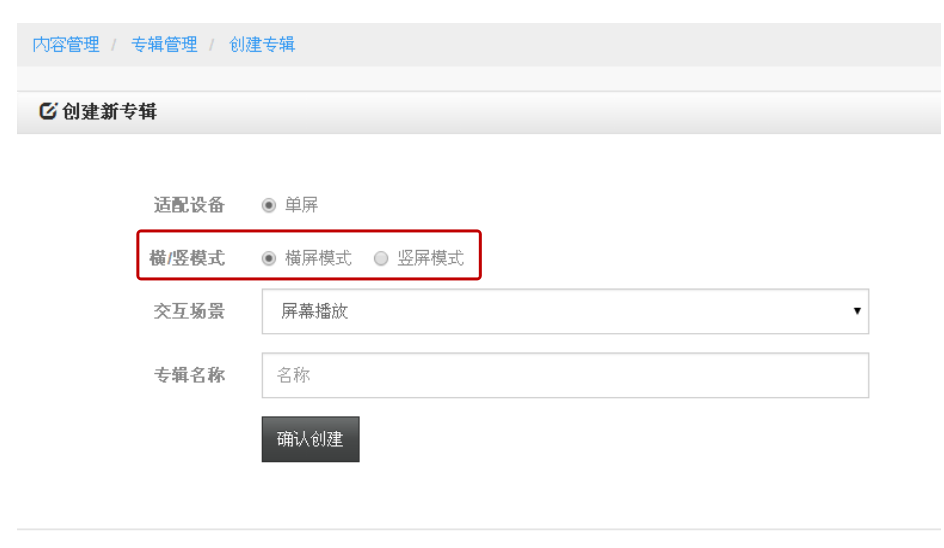 内容管理 / 专辑管理 / 创建专辑
创建新专辑
适配设备 单屏
横/竖模式 横屏模式 竖屏模式
交互场景 屏幕播放
专辑名称 名称
确认创建